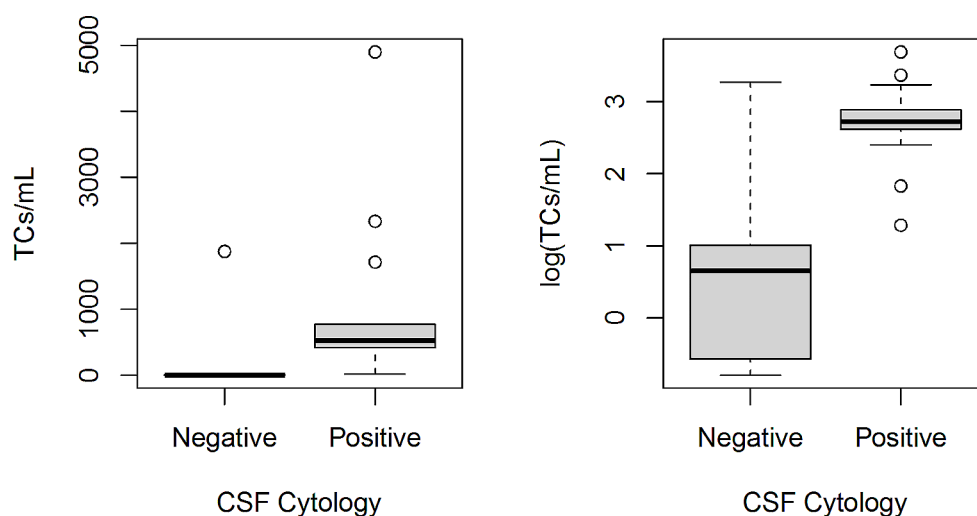 TCs/mL
5000
3000
1000
0
Negative Positive
CSF Cytology
log(TCs/mL)
3
2
1
0
Negative Positive
CSF Cytology